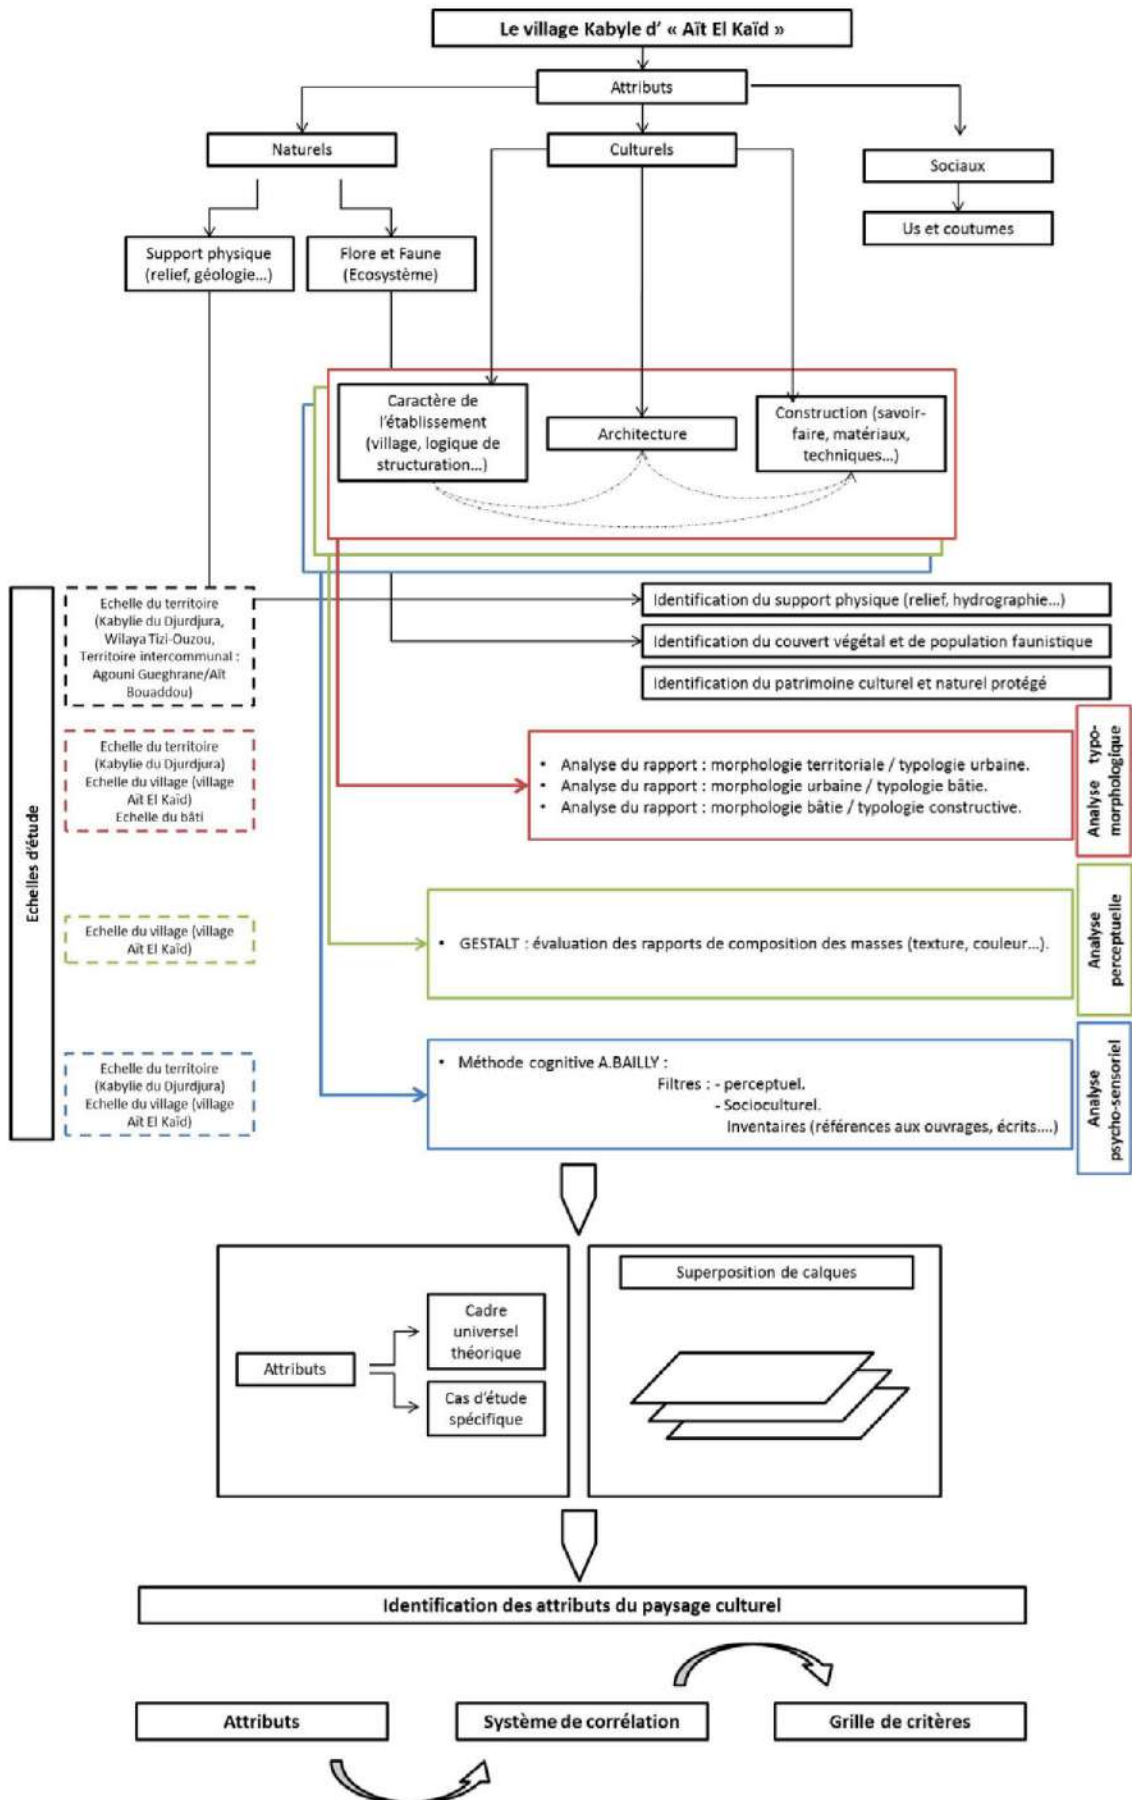 Le village Kabyle d' « Aït El Kaïd »
Attributs
Naturels
Culturels
Sociaux
Us et coutumes
Support physique
(relief, géologie…)
Flore et Faune
(Ecosystème)
Caractère de
l'établissement
(village, logique de
structuration…)
Architecture
Construction (savoir-
faire, matériaux,
techniques…)
Echelles d'étude
Echelle du territoire
(Kabylie du Djurdjura,
Wilaya Tizi-Ouzou,
Territoire intercommunal :
Agouni Gueghrane/Aït
Bouaddou)
Identification du support physique (relief, hydrographie…)
Identification du couvert végétal et de population faunistique
Identification du patrimoine culturel et naturel protégé
Echelle du territoire
(Kabylie du Djurdjura)
Echelle du village (village
Aït El Kaïd)
Echelle du bâti
• Analyse du rapport : morphologie territoriale / typologie urbaine.
• Analyse du rapport : morphologie urbaine / typologie bâtie.
• Analyse du rapport : morphologie bâtie / typologie constructive.
Analyse typo-
morphologique
Echelle du village (village
Aït El Kaïd)
• GESTALT : évaluation des rapports de composition des masses (texture, couleur…).
Analyse
perceptuelle
Echelle du territoire
(Kabylie du Djurdjura)
Echelle du village (village
Aït El Kaïd)
• Méthode cognitive A.BAILLY :
Filtres : - perceptuel.
- Socioculturel.
Inventaires (références aux ouvrages, écrits….)
Analyse
psycho-sensoriel
Attributs
Cadre
universel
théorique
Cas d'étude
spécifique
Superposition de calques
Identification des attributs du paysage culturel
Attributs
Système de corrélation
Grille de critères